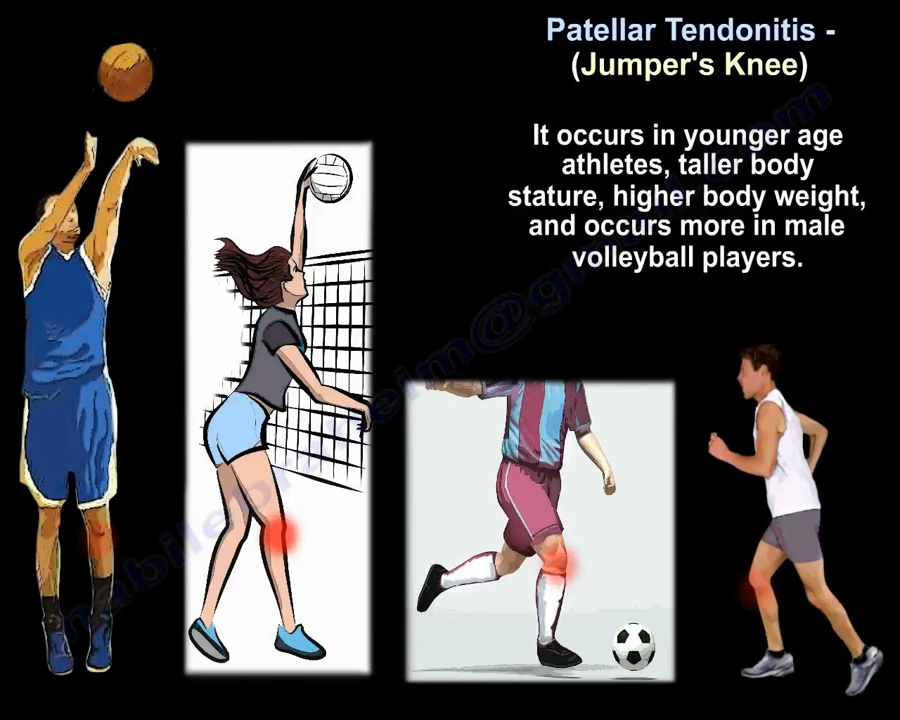 Patellar Tendonitis -
(Jumper's Knee)
It occurs in younger age
athletes, taller body
stature, higher body weight,
and occurs more in male
volleyball players.